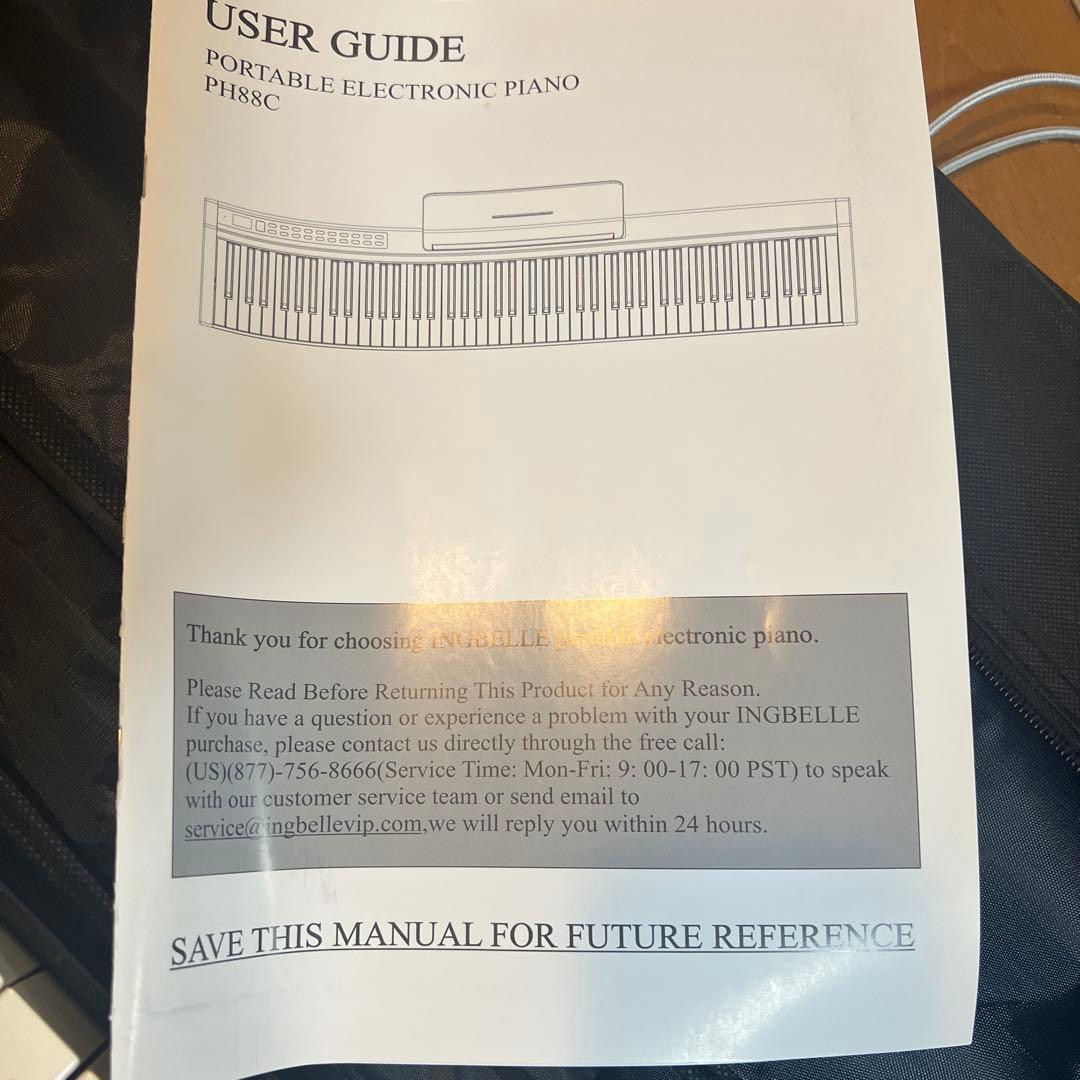 USER GUIDE
PORTABLE ELECTRONIC PIANO
PH88C
Thank you for choosing INGBELLE portable electronic piano.
Please Read Before Returning This Product for Any Reason.
If you have a question or experience a problem with your INGBELLE
purchase, please contact us directly through the free call:
(US)(877)-756-8666(Service Time: Mon-Fri: 9: 00-17: 00 PST) to speak
with our customer service team or send email to
service@ingbellevip.com,we will reply you within 24 hours.
SAVE THIS MANUAL FOR FUTURE REFERENCE